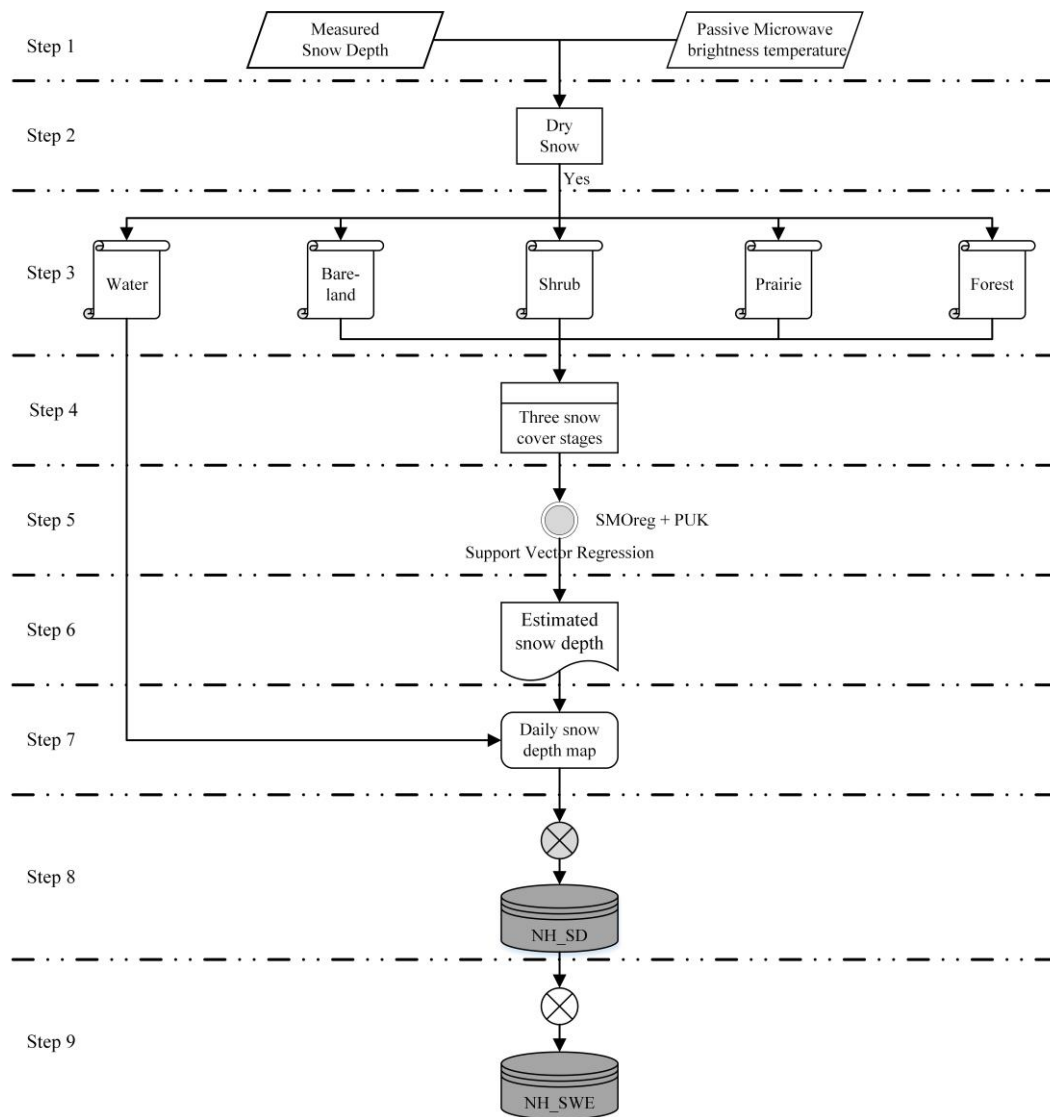 Step 1
Measured
Snow Depth
Passive Microwave
brightness temperature
Step 2
Dry
Snow
Yes
Step 3
Water
Bare-
land
Shrub
Prairie
Forest
Step 4
Three snow
cover stages
Step 5
SMOreg + PUK
Support Vector Regression
Step 6
Estimated
snow depth
Step 7
Daily snow
depth map
Step 8
NH_SD
Step 9
NH_SWE